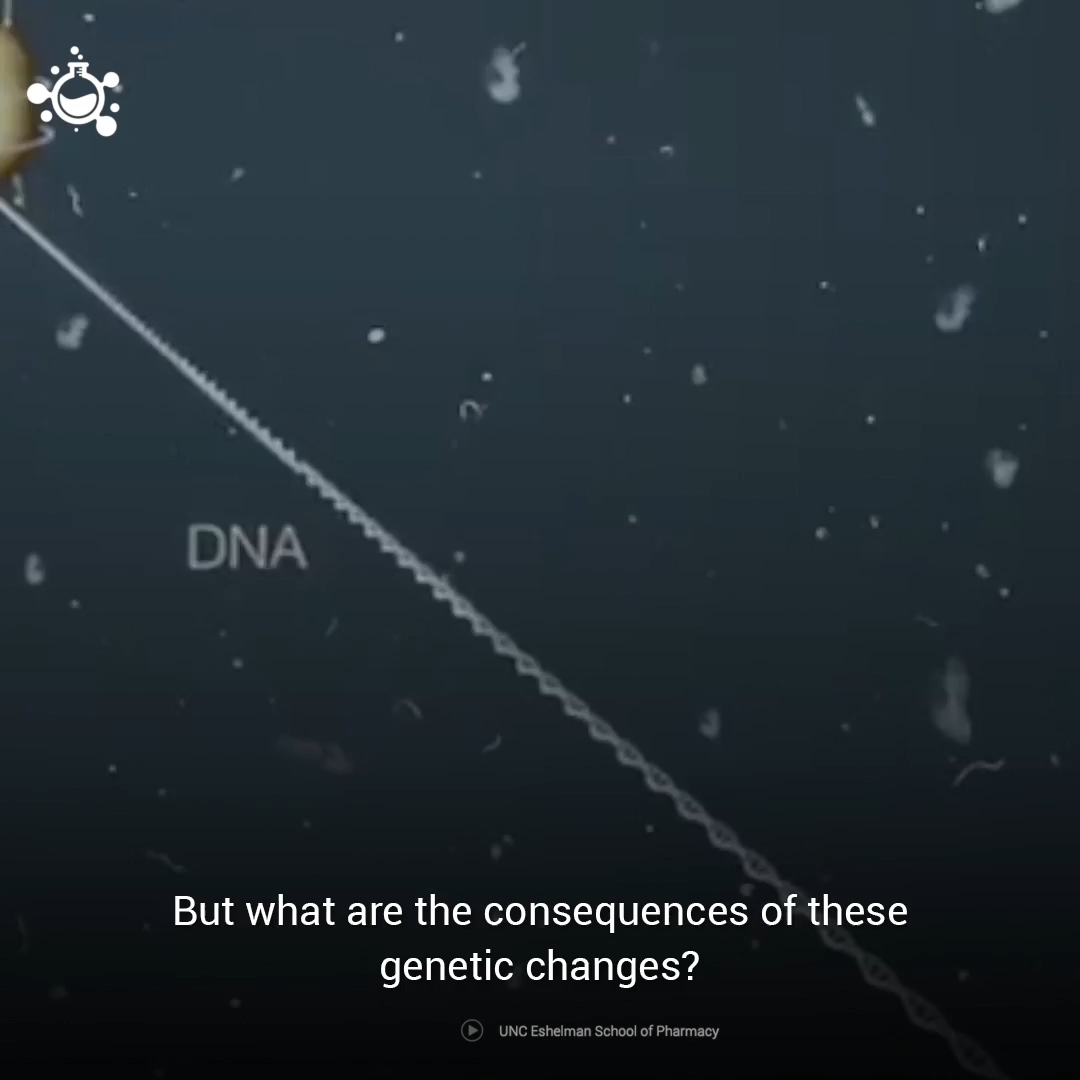 DNA
But what are the consequences of these
genetic changes?
UNC Eshelman School of Pharmacy